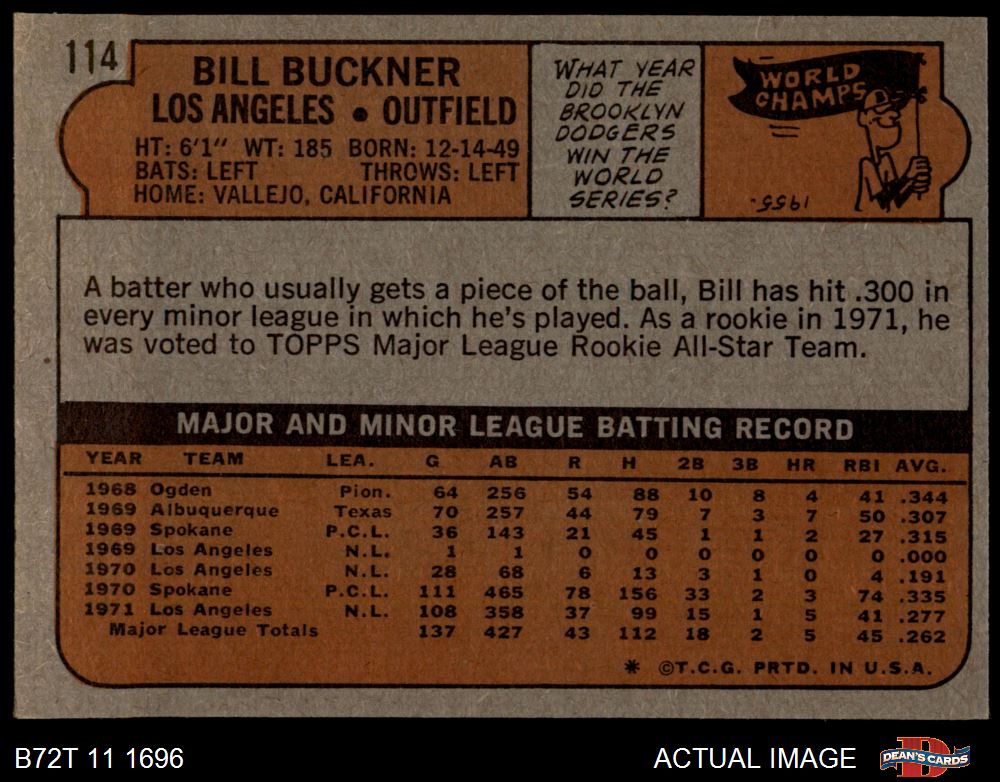 114
BILL BUCKNER
LOS ANGELES • OUTFIELD
HT: 6'1" WT: 185 BORN: 12-14-49
BATS: LEFT THROWS: LEFT
HOME: VALLEJO, CALIFORNIA
WHAT YEAR
DID THE
BROOKLYN
DODGERS
WIN THE
WORLD
SERIES?
WORLD
CHAMPS
1955.
A batter who usually gets a piece of the ball, Bill has hit .300 in
every minor league in which he's played. As a rookie in 1971, he
was voted to TOPPS Major League Rookie All-Star Team.
MAJOR AND MINOR LEAGUE BATTING RECORD
YEAR TEAM LEA. G AB R H 2B 3B HR RBI AVG.
1968 Ogden Pion. 64 256 54 88 10 8 4 41 .344
1969 Albuquerque Texas 70 257 44 79 7 3 7 50 .307
1969 Spokane P.C.L. 36 143 21 45 1 1 2 27 .315
1969 Los Angeles N.L. 1 1 0 0 0 0 0 0 .000
1970 Los Angeles N.L. 28 68 6 13 3 1 0 4 .191
1970 Spokane P.C.L. 111 465 78 156 33 2 3 74 .335
1971 Los Angeles N.L. 108 358 37 99 15 1 5 41 .277
Major League Totals 137 427 43 112 18 2 5 45 .262
* ©T.C.G. PRTD. IN U.S.A.
B72T 11 1696
ACTUAL IMAGE
DEAN'S CARDS